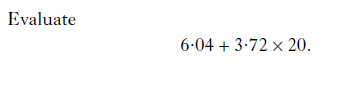 Evaluate
6·04 + 3·72 × 20.